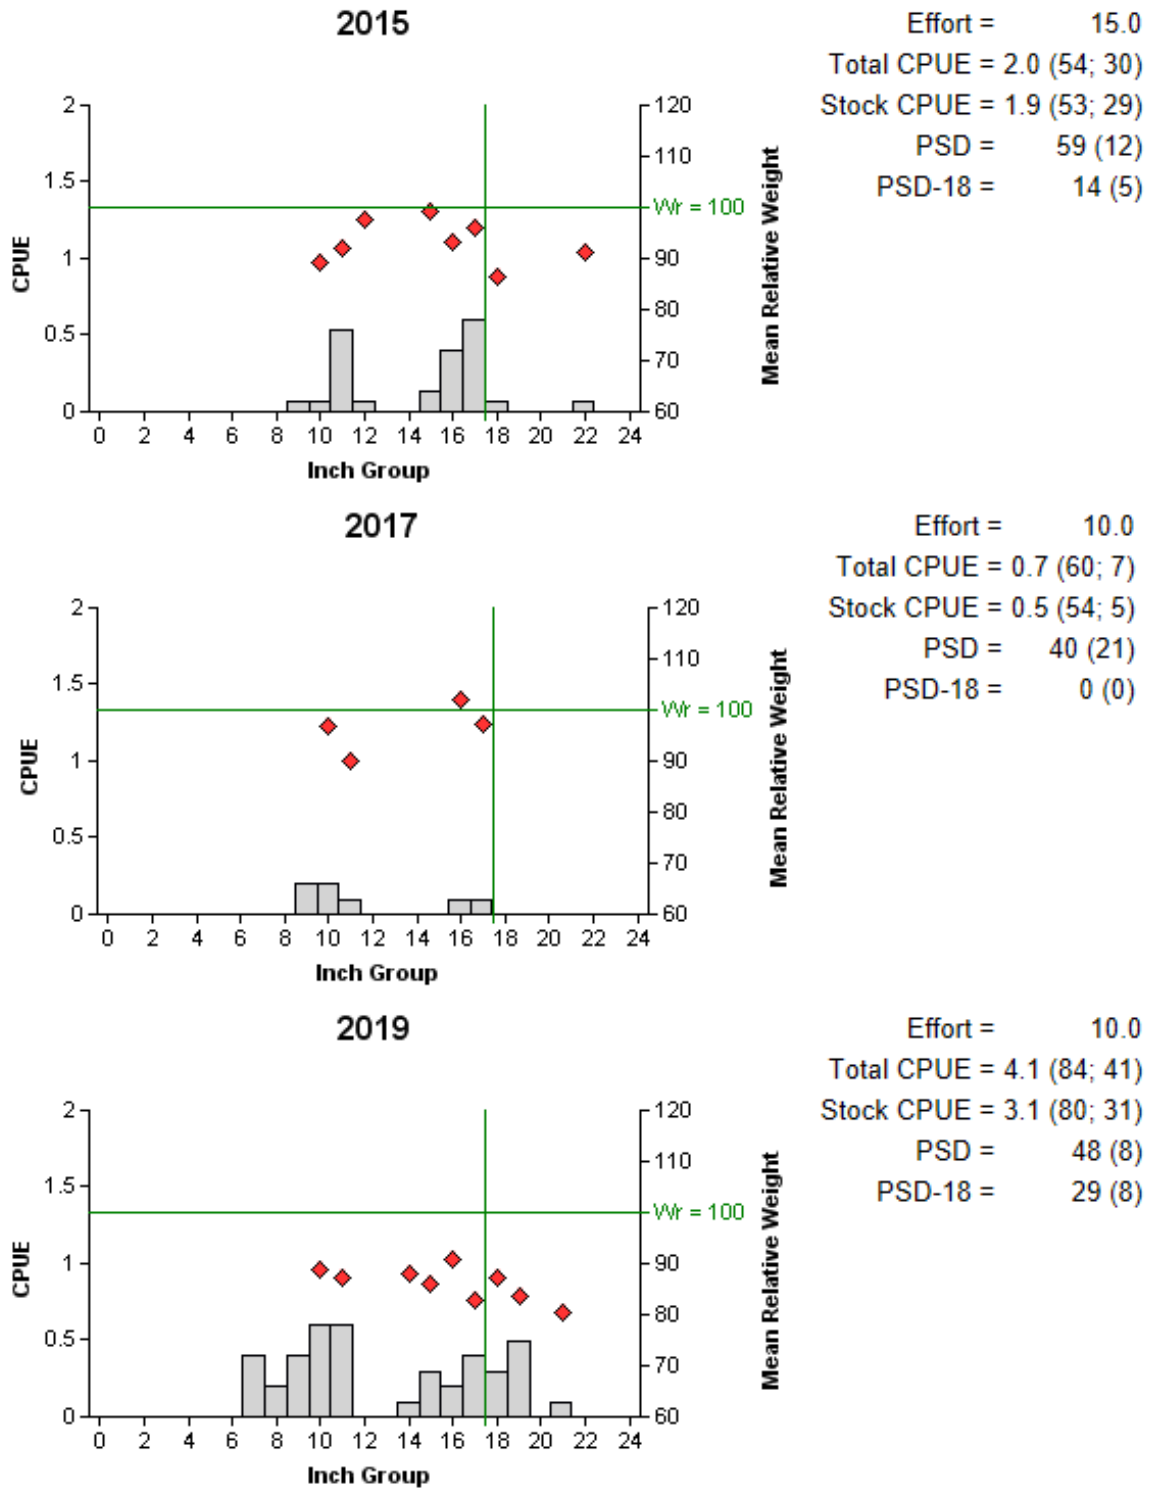 2015
Effort = 15.0
Total CPUE = 2.0 (54; 30)
Stock CPUE = 1.9 (53; 29)
PSD = 59 (12)
PSD-18 = 14 (5)
2
1.5
1
0.5
0
CPUE
120
110
Wr = 100
90
80
70
60
Mean Relative Weight
0 2 4 6 8 10 12 14 16 18 20 22 24
Inch Group
2017
Effort = 10.0
Total CPUE = 0.7 (60; 7)
Stock CPUE = 0.5 (54; 5)
PSD = 40 (21)
PSD-18 = 0 (0)
2
1.5
1
0.5
0
CPUE
120
110
Wr = 100
90
80
70
60
Mean Relative Weight
0 2 4 6 8 10 12 14 16 18 20 22 24
Inch Group
2019
Effort = 10.0
Total CPUE = 4.1 (84; 41)
Stock CPUE = 3.1 (80; 31)
PSD = 48 (8)
PSD-18 = 29 (8)
2
1.5
1
0.5
0
CPUE
120
110
Wr = 100
90
80
70
60
Mean Relative Weight
0 2 4 6 8 10 12 14 16 18 20 22 24
Inch Group